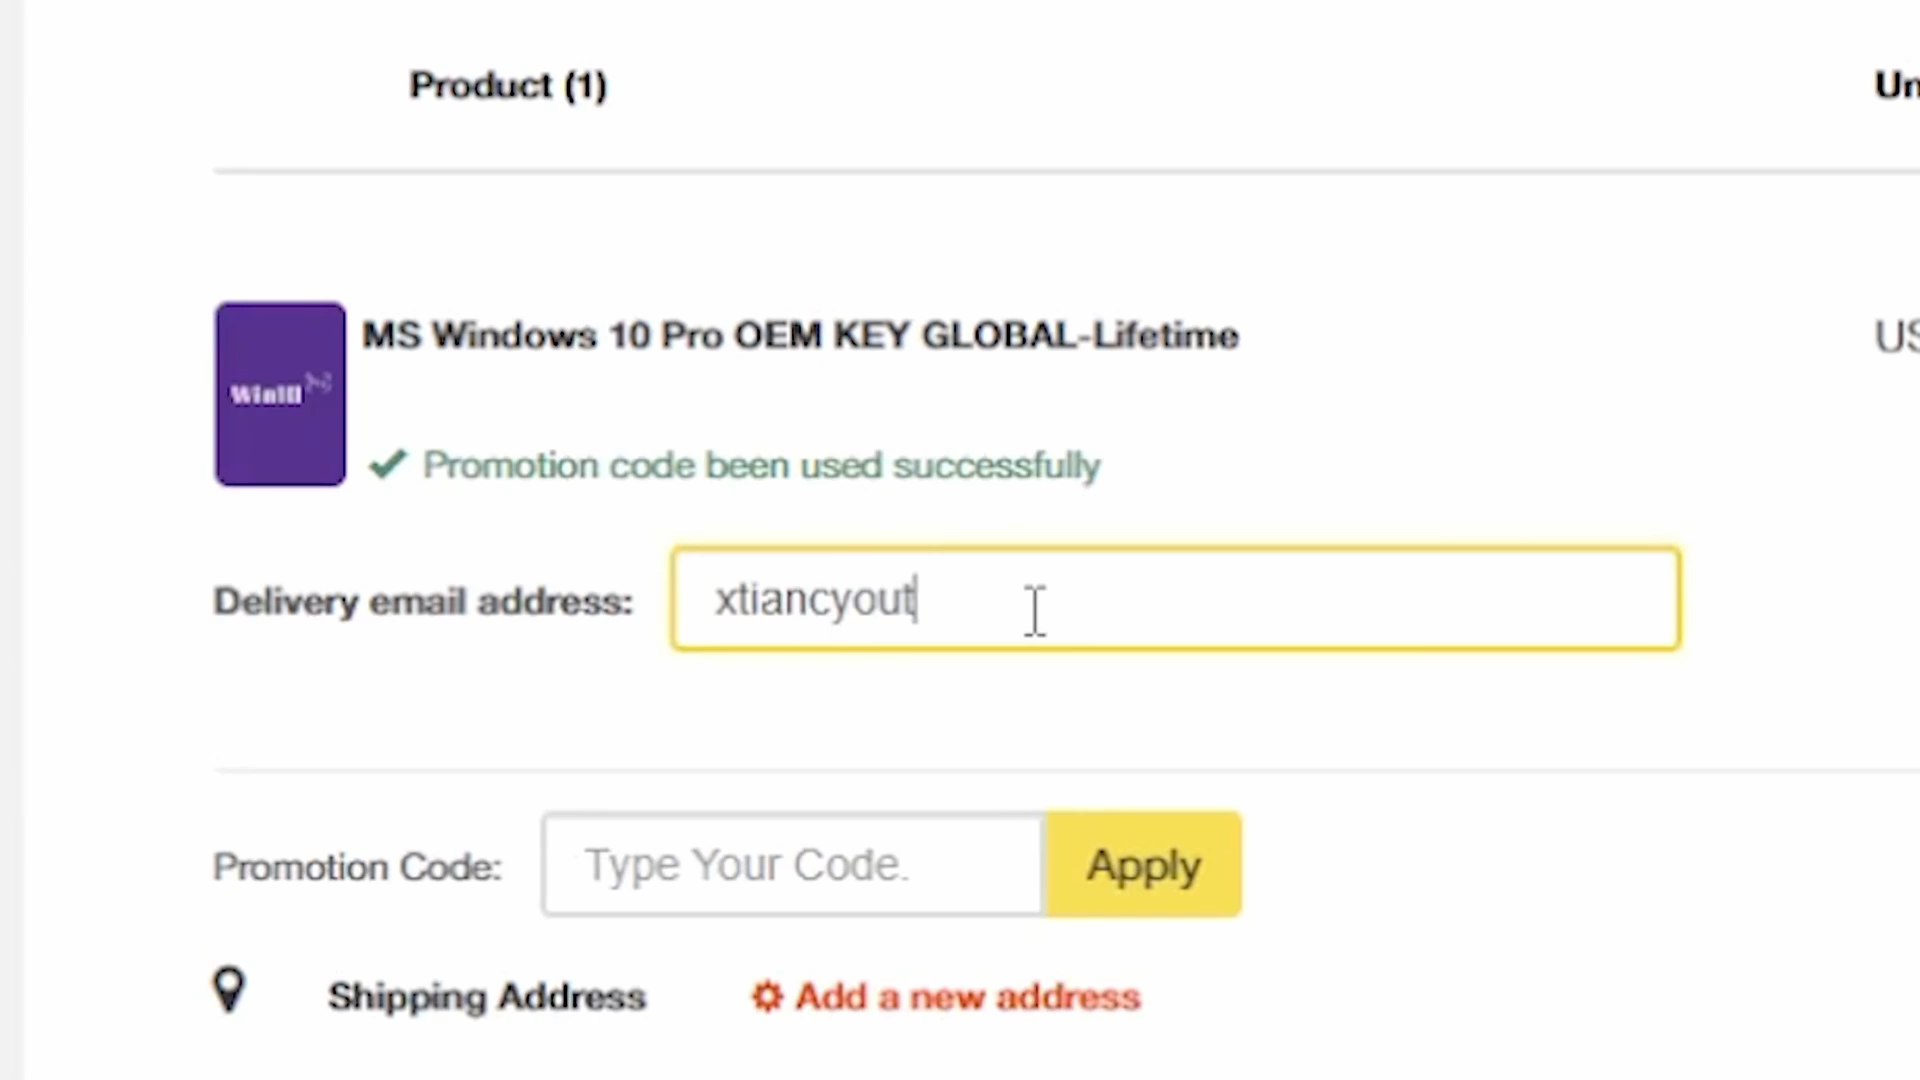 Product (1)
Un
MS Windows 10 Pro OEM KEY GLOBAL-Lifetime
US
Win10
Promotion code been used successfully
Delivery email address: xtiancyout
Promotion Code: Type Your Code. Apply
Shipping Address Add a new address